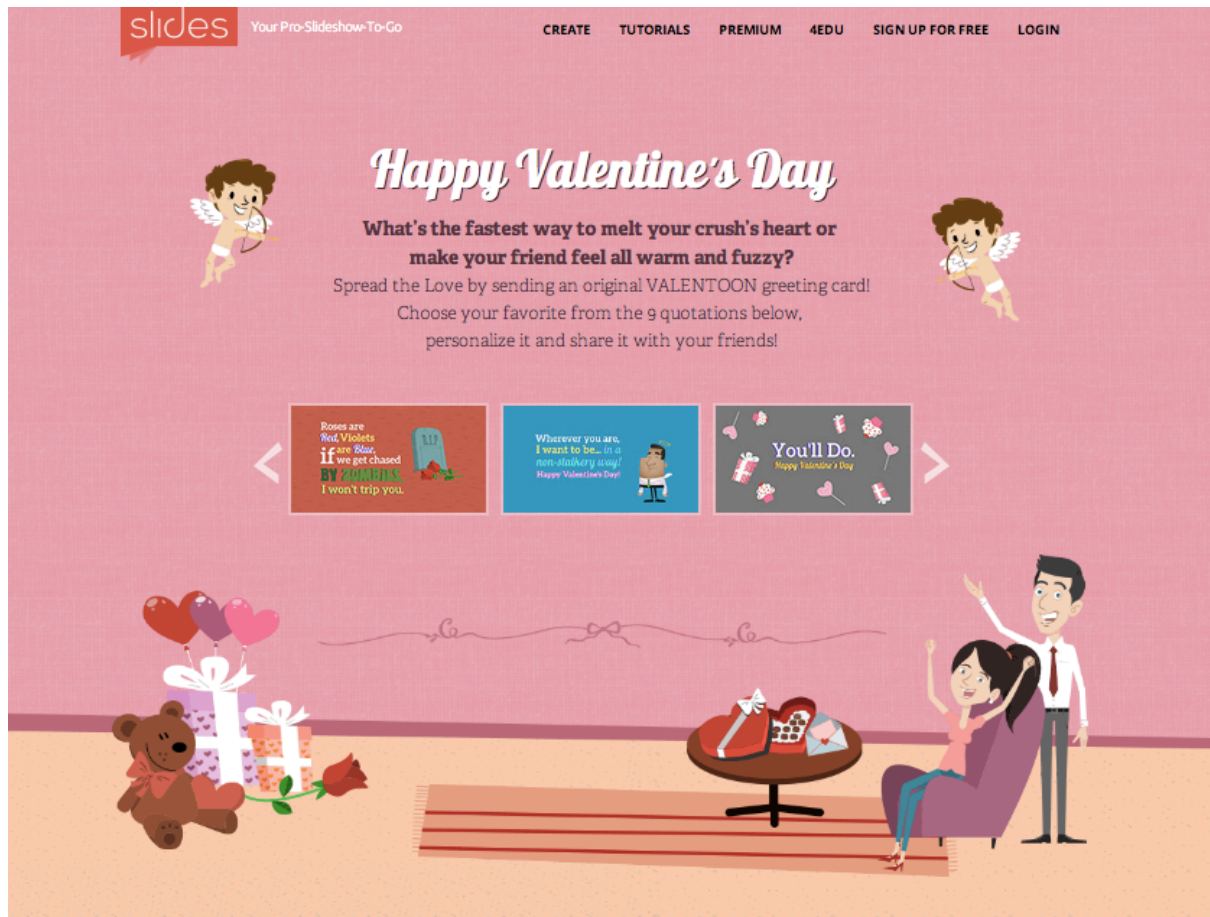 slides
Your Pro-Slideshow-To-Go
CREATE TUTORIALS PREMIUM 4EDU SIGN UP FOR FREE LOGIN
Happy Valentine's Day
What's the fastest way to melt your crush's heart or
make your friend feel all warm and fuzzy?
Spread the Love by sending an original VALENTOON greeting card!
Choose your favorite from the 9 quotations below,
personalize it and share it with your friends!
Roses are
Red, Violets
are Blue,
if we get chased
BY ZOMBIES,
I won't trip you.
R.I.P
Wherever you are,
I want to be... in a
non-stalkery way!
Happy Valentine's Day!
You'll Do.
Happy Valentine's Day